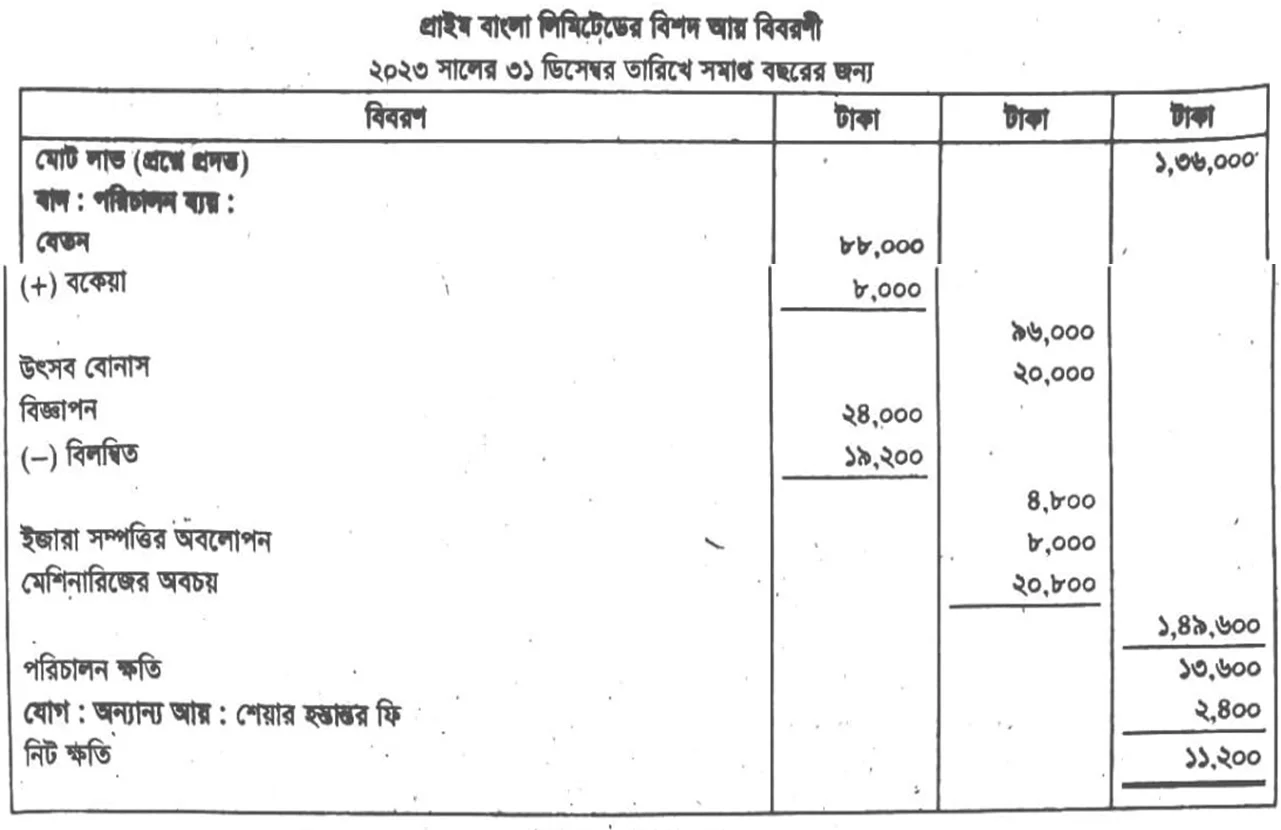 প্রাইম বাংলা লিমিটেডের বিশদ আয় বিবরণী
২০২৩ সালের ৩১ ডিসেম্বর তারিখে সমাপ্ত বছরের জন্য
বিবরণ টাকা টাকা টাকা
মোট লাভ (প্রশ্নে প্রদত্ত) ১,৩৬,০০০
বাদ : পরিচালন ব্যয় :
বেতন ৮৮,০০০
(+) বকেয়া ৮,০০০
৯৬,০০০
উৎসব বোনাস ২০,০০০
বিজ্ঞাপন ২৪,০০০
(−) বিলম্বিত ১৯,২০০
৪,৮০০
ইজারা সম্পত্তির অবলোপন ৮,০০০
মেশিনারিজের অবচয় ২০,৮০০
১,৪৯,৬০০
পরিচালন ক্ষতি ১৩,৬০০
যোগ : অন্যান্য আয় : শেয়ার হস্তান্তর ফি ২,৪০০
নিট ক্ষতি ১১,২০০